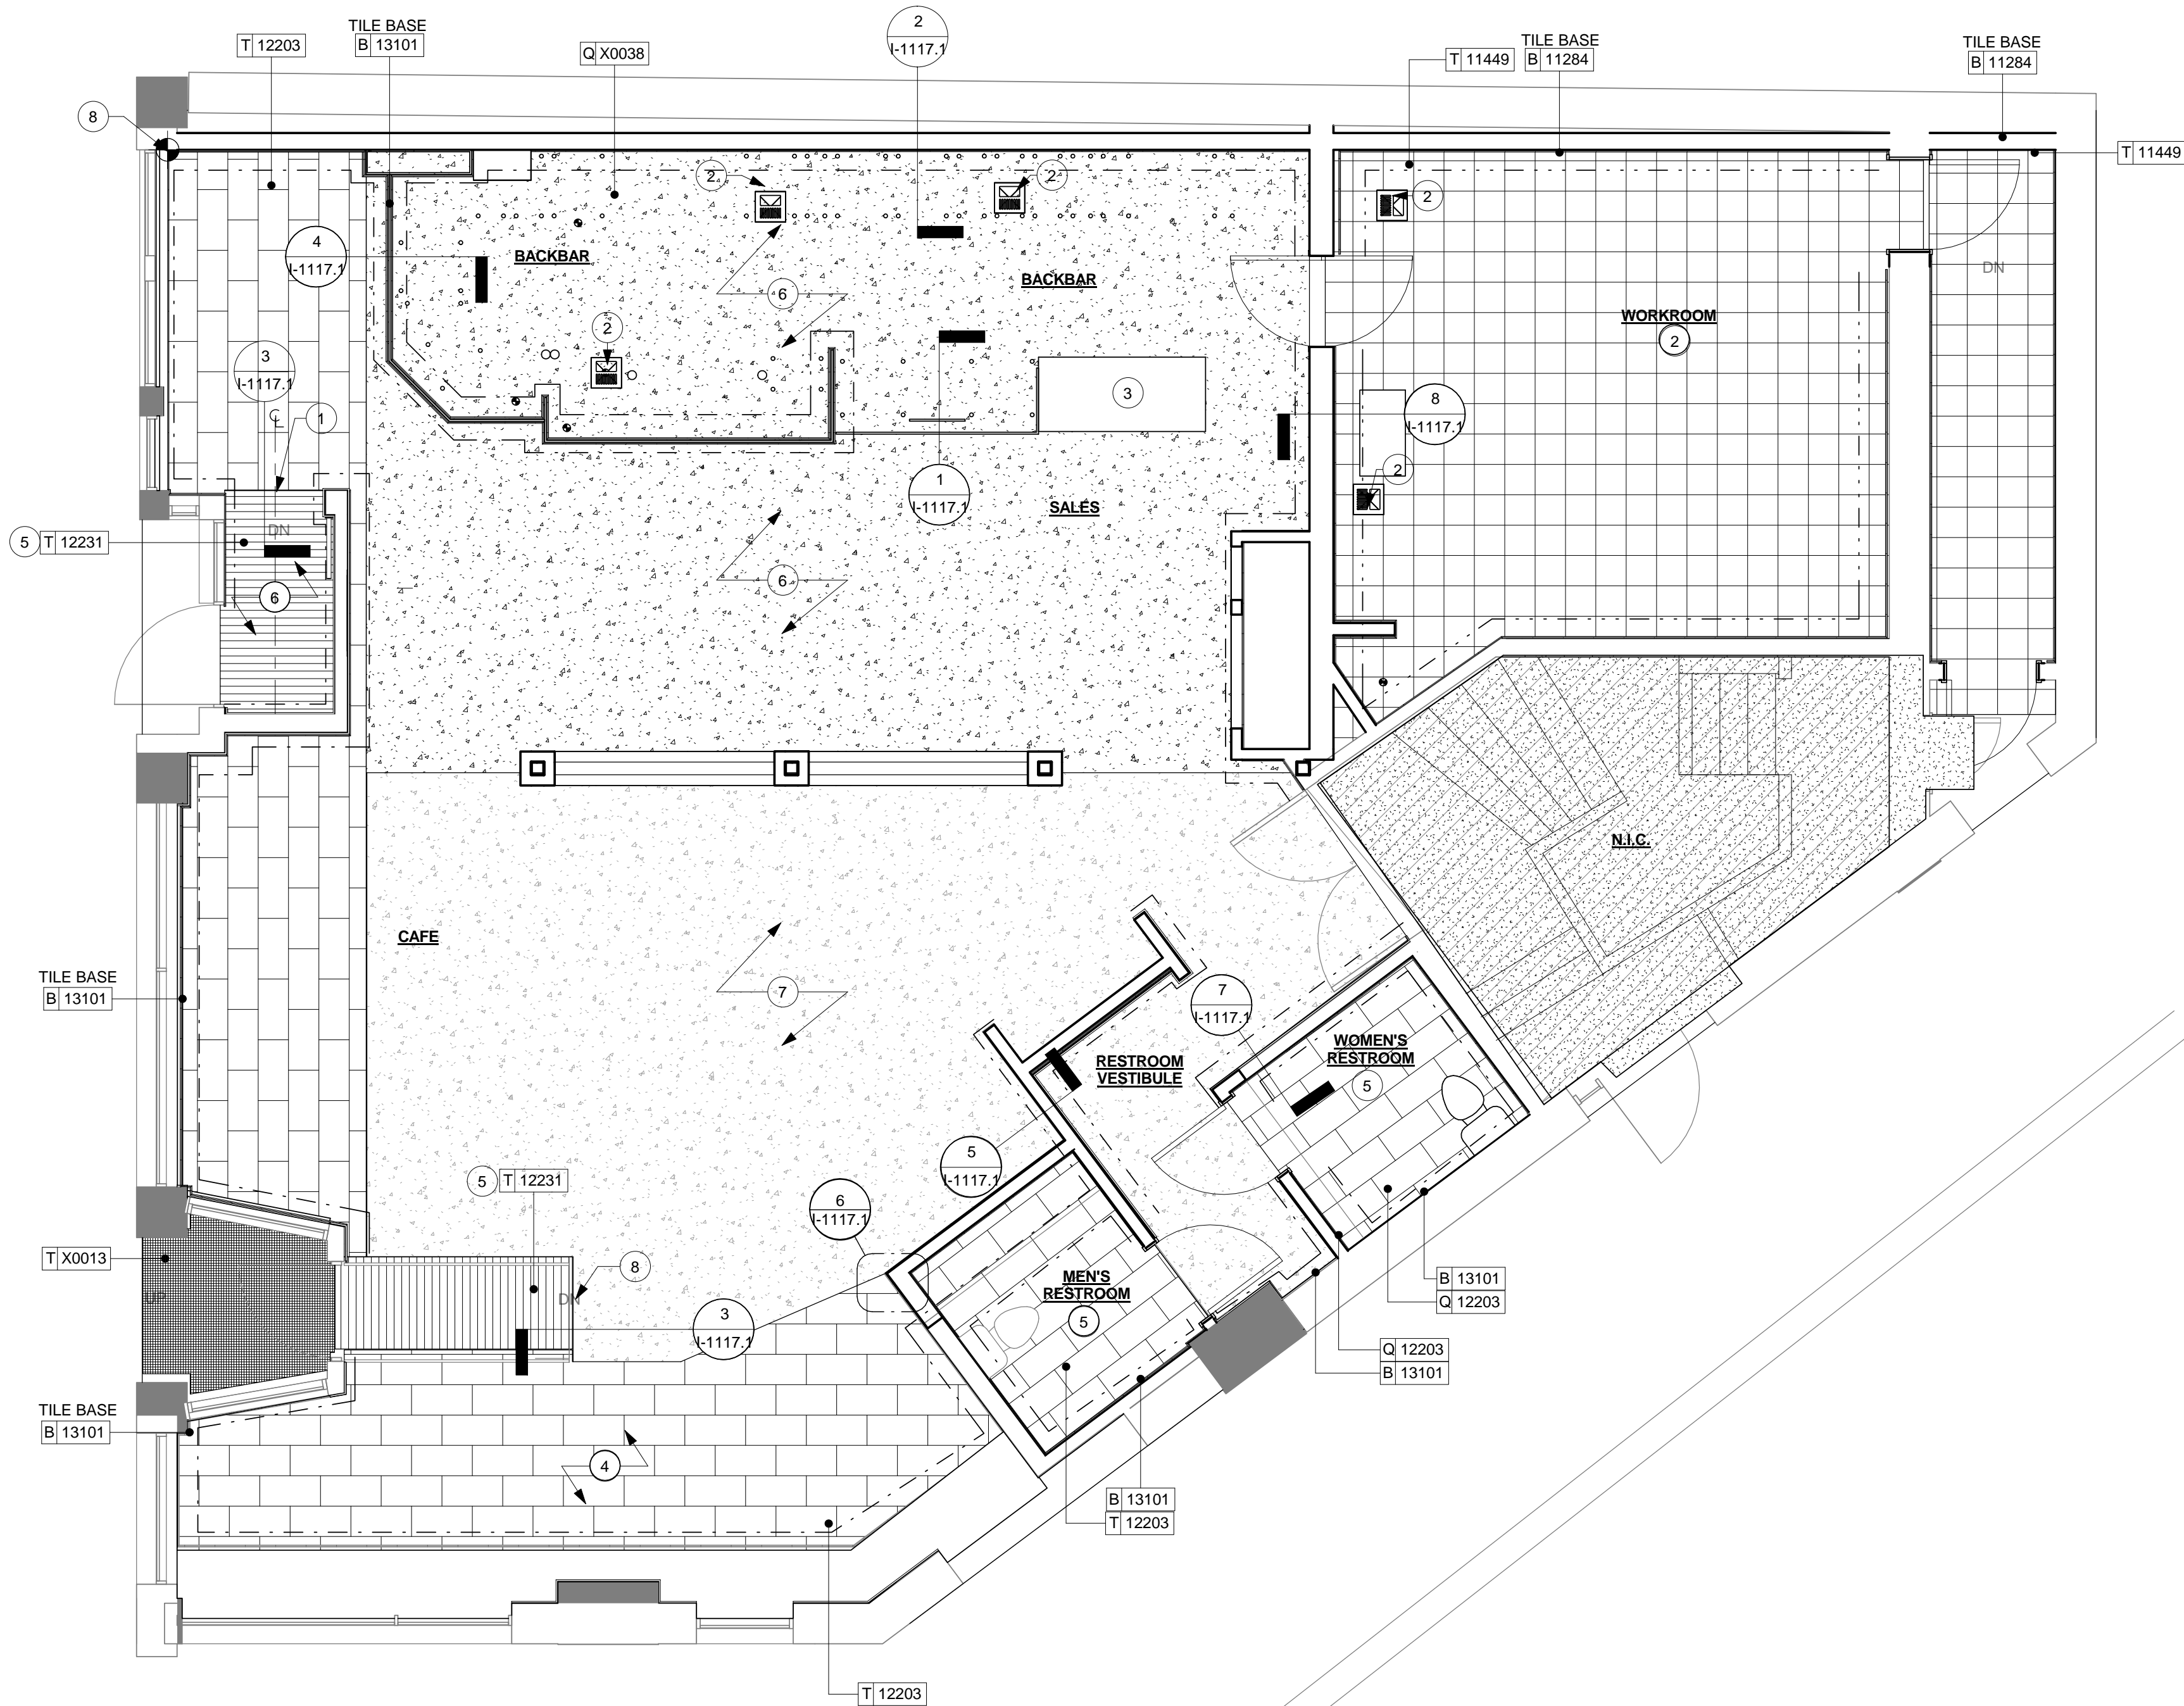 2
I-1117.1
TILE BASE
T 12203
B 13101
Q X0038
TILE BASE
T 11449
B 11284
TILE BASE
B 11284
8
T 11449
2
2
2
4
I-1117.1
BACKBAR
BACKBAR
6
DN
WORKROOM
2
2
3
I-1117.1
3
8
I-1117.1
CL
1
2
1
I-1117.1
SALES
DN
5 T 12231
6
6
N.I.C.
CAFE
TILE BASE
B 13101
7
7
I-1117.1
WOMEN'S
RESTROOM
RESTROOM
VESTIBULE
5
5
I-1117.1
5 T 12231
6
I-1117.1
T X0013
UP
DN
8
MEN'S
RESTROOM
5
B 13101
Q 12203
3
I-1117.1
Q 12203
B 13101
TILE BASE
B 13101
4
B 13101
T 12203
T 12203